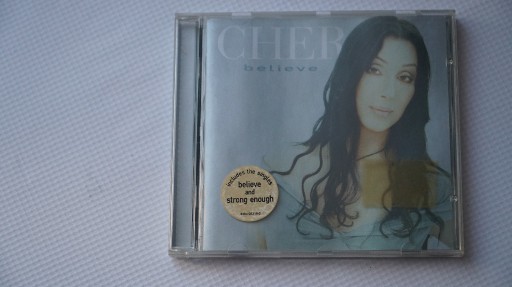 CHER
believe
includes the singles
believe
and
strong enough